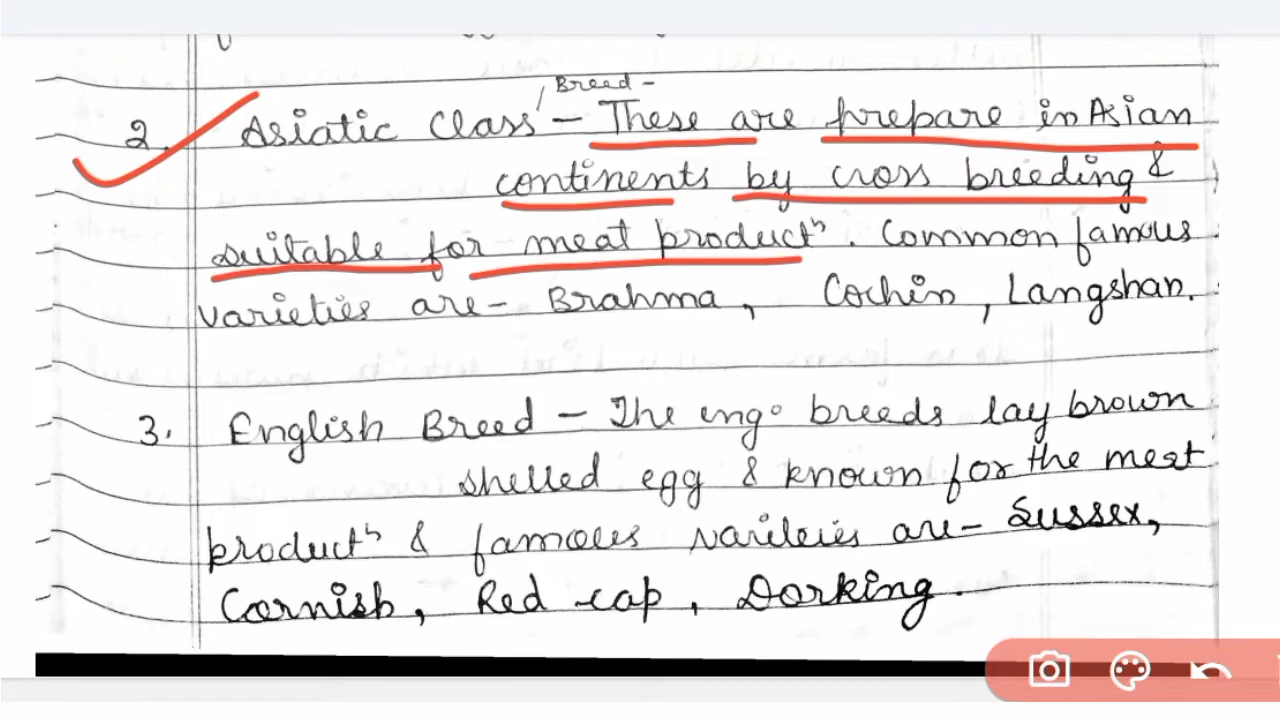 Breed -
2. Asiatic Class - These are prepare in Asian
continents by cross breeding &
suitable for meat productⁿ. Common famous
varieties are - Brahma, Cochin, Langshan.
3. English Breed - The eng. breeds lay brown
shelled egg & known for the meat
productⁿ & famous varileies are - Sussex,
Cornish, Red cap, Dorking.